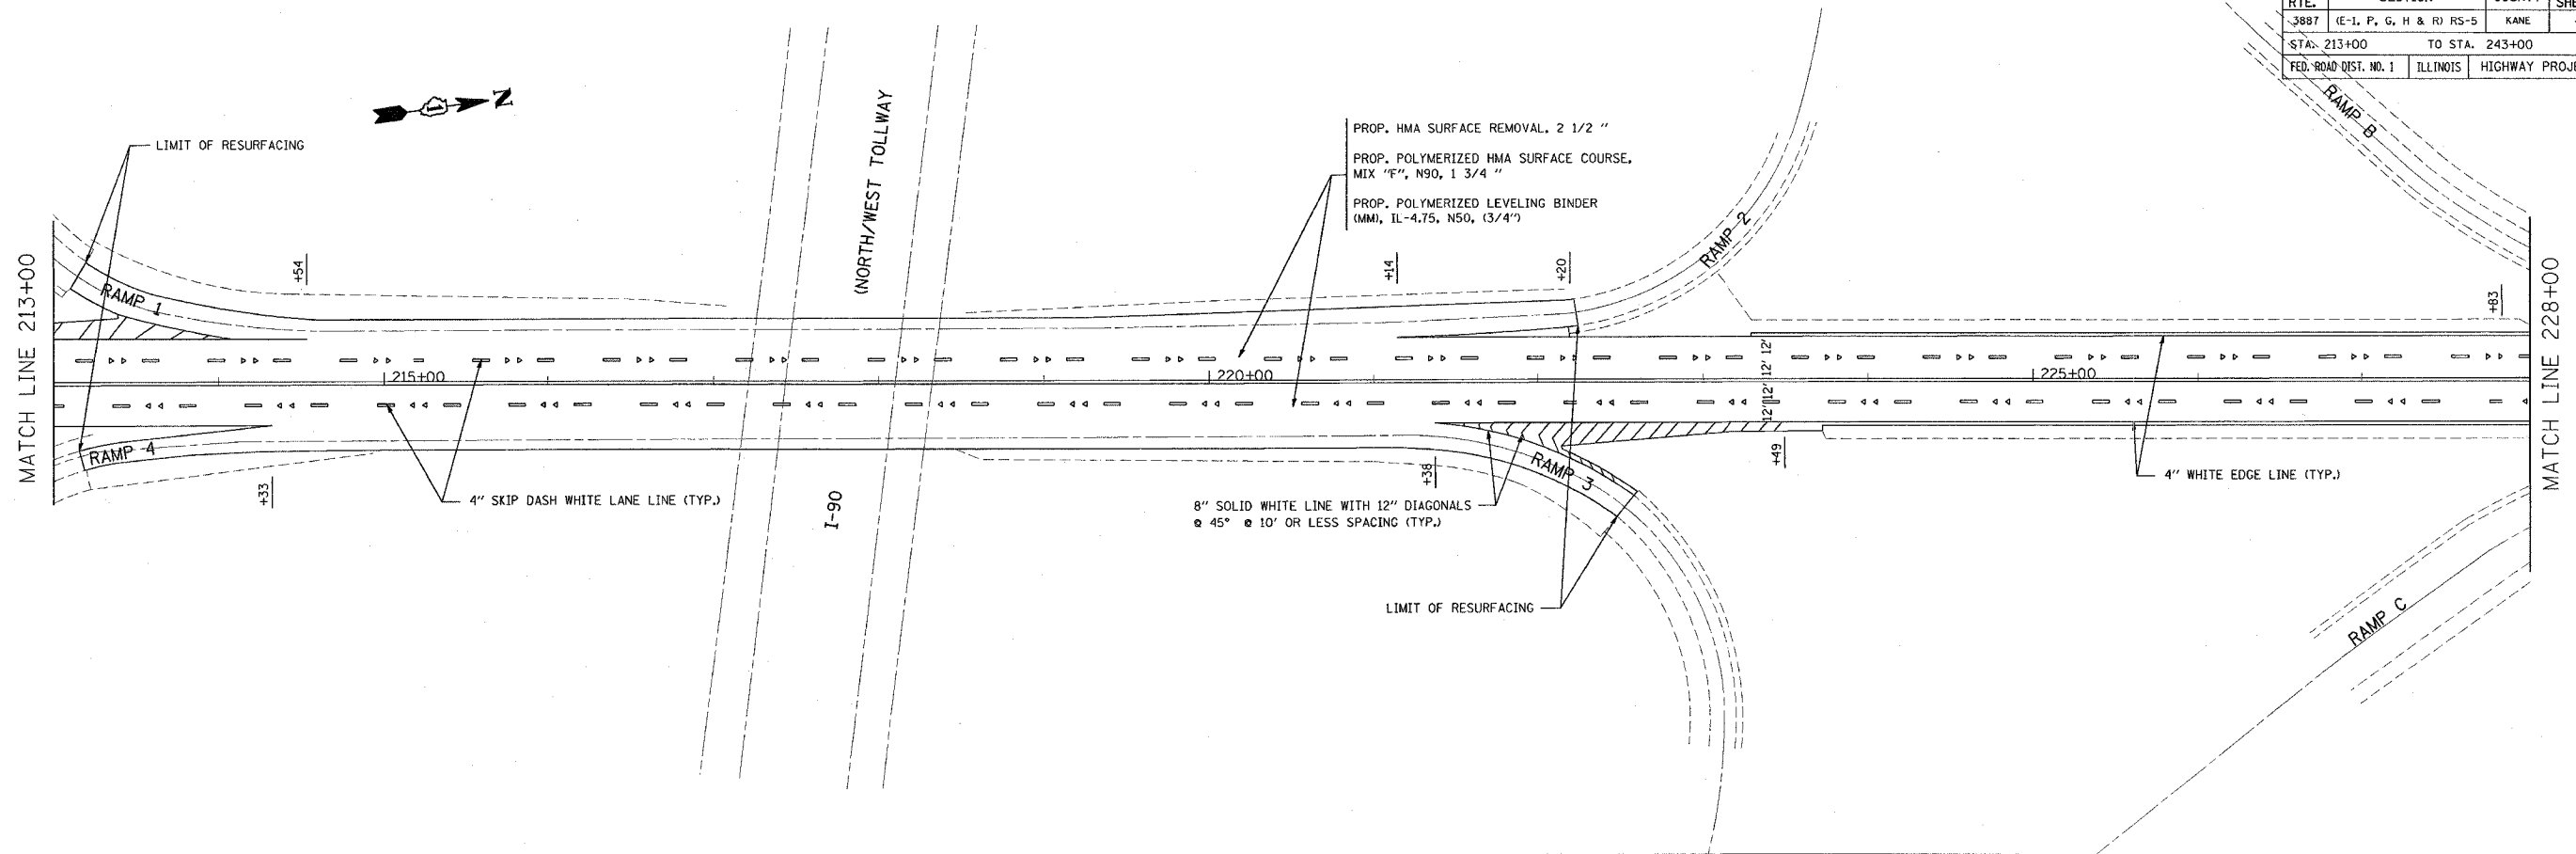 RTE.
3887 (E-1, P, G, H & R) RS-5 KANE
STA. 213+00 TO STA. 243+00
FED. ROAD DIST. NO. 1 ILLINOIS HIGHWAY PROJE
N
LIMIT OF RESURFACING
(NORTH/WEST TOLLWAY
PROP. HMA SURFACE REMOVAL, 2 1/2 "
PROP. POLYMERIZED HMA SURFACE COURSE,
MIX "F", N90, 1 3/4 "
PROP. POLYMERIZED LEVELING BINDER
(MM), IL-4.75, N50, (3/4")
RAMP B
RAMP 2
MATCH LINE 213+00
RAMP 1
+54
+14
+20
+83
MATCH LINE 228+00
215+00
220+00
225+00
12' 12' 12' 12'
RAMP 4
+33
4" SKIP DASH WHITE LANE LINE (TYP.)
I-90
+38
RAMP 3
+49
8" SOLID WHITE LINE WITH 12" DIAGONALS
@ 45° @ 10' OR LESS SPACING (TYP.)
4" WHITE EDGE LINE (TYP.)
LIMIT OF RESURFACING
RAMP C